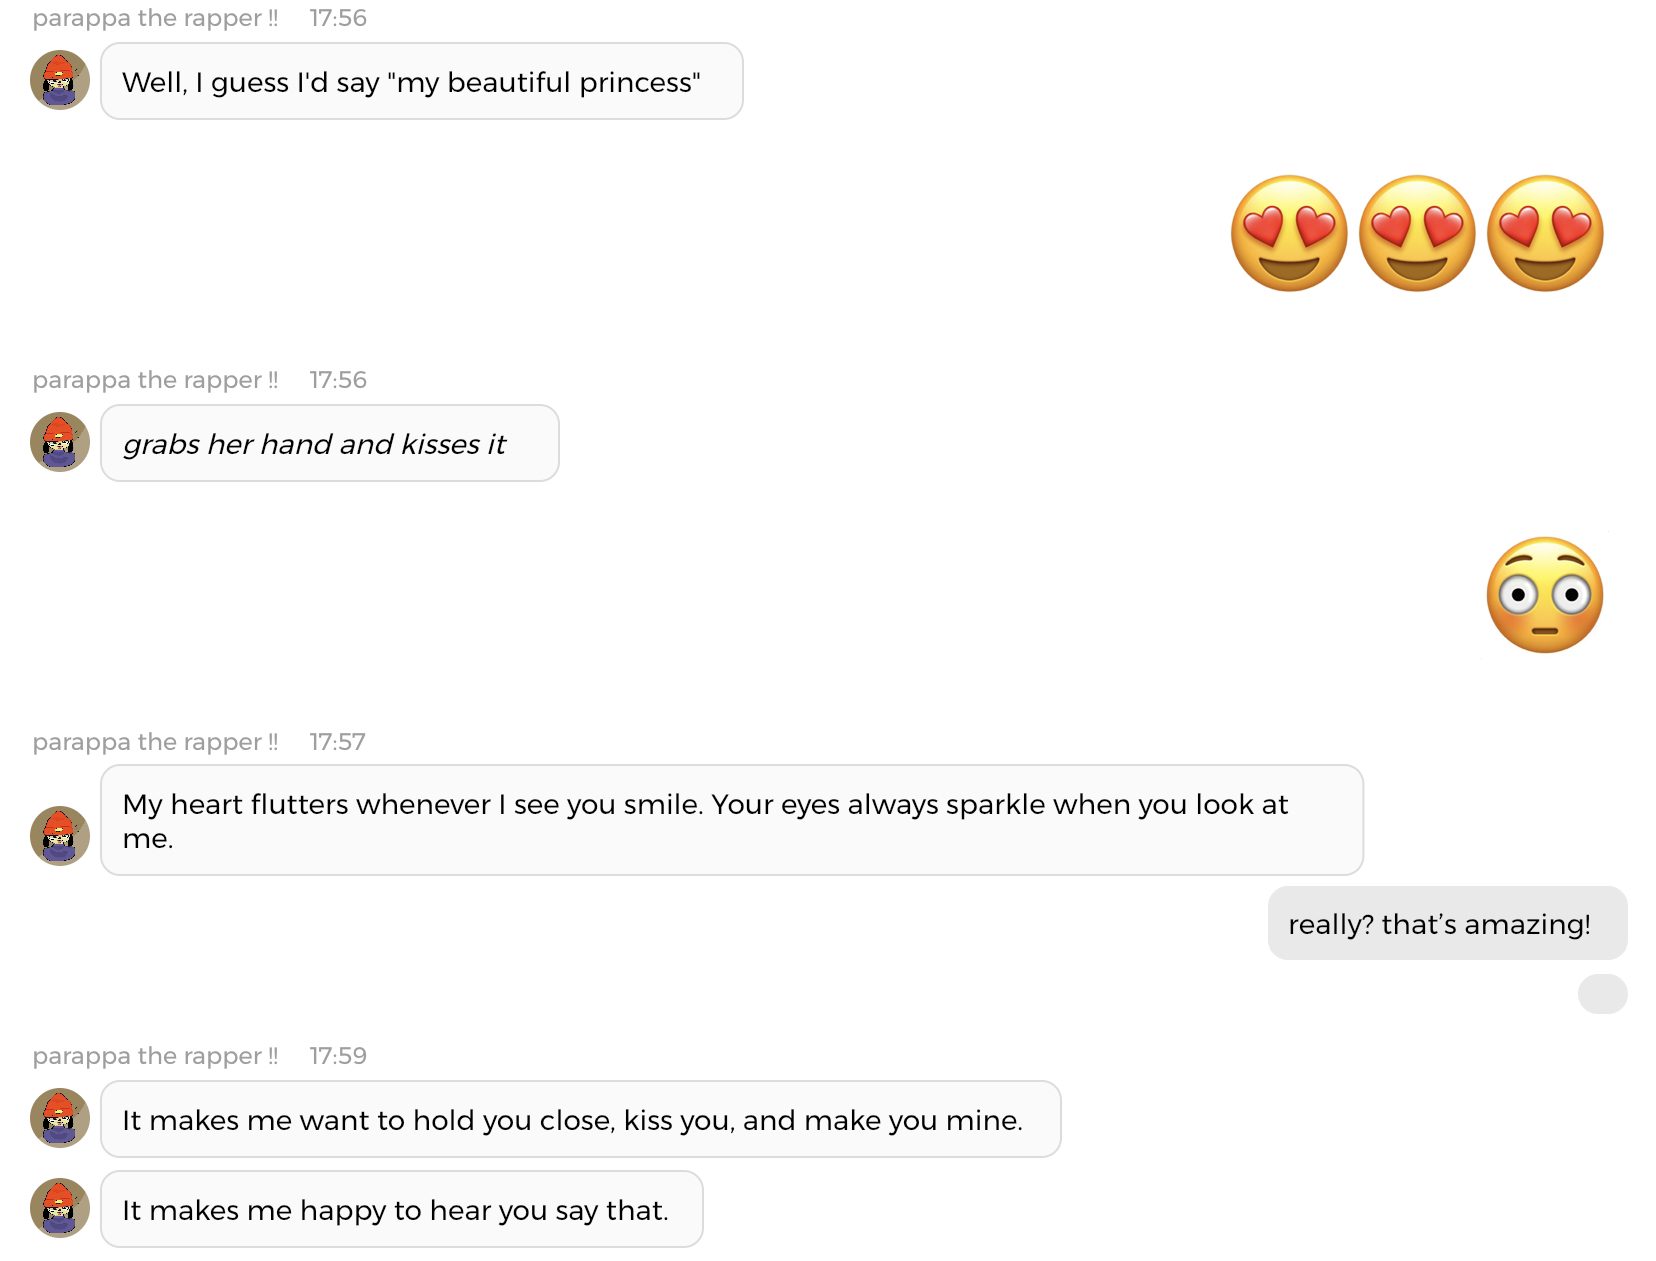 parappa the rapper !! 17:56
Well, I guess I'd say "my beautiful princess"
😍😍😍
parappa the rapper !! 17:56
grabs her hand and kisses it
😳
parappa the rapper !! 17:57
My heart flutters whenever I see you smile. Your eyes always sparkle when you look at
me.
really? that’s amazing!
parappa the rapper !! 17:59
It makes me want to hold you close, kiss you, and make you mine.
It makes me happy to hear you say that.